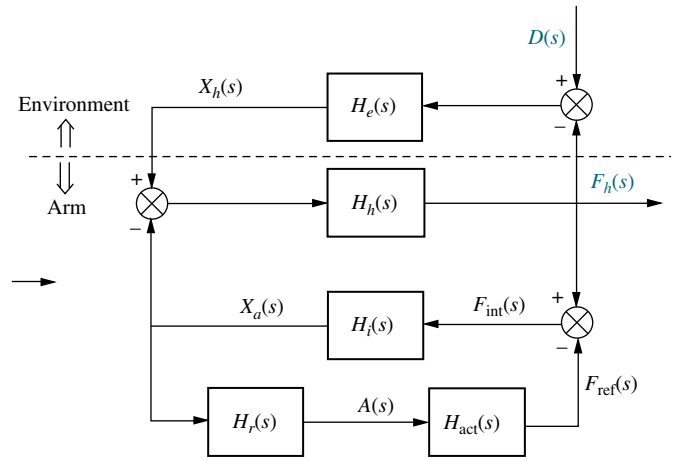 D(s)
X_h(s)
+
H_e(s)
−
Environment
F_h(s)
+
H_h(s)
Arm
−
X_a(s)
F_int(s)
+
H_i(s)
−
F_ref(s)
A(s)
H_r(s)
H_act(s)